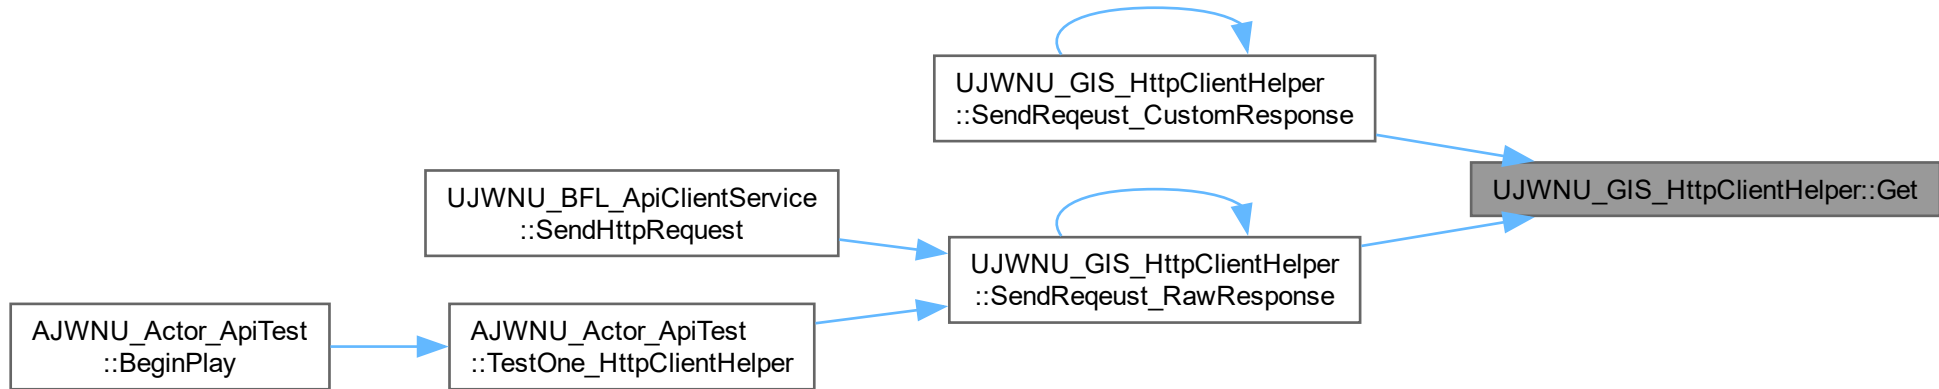 UJWNU_GIS_HttpClientHelper
::SendReqeust_CustomResponse
UJWNU_BFL_ApiClientService
::SendHttpRequest
UJWNU_GIS_HttpClientHelper::Get
UJWNU_GIS_HttpClientHelper
::SendReqeust_RawResponse
AJWNU_Actor_ApiTest
::BeginPlay
AJWNU_Actor_ApiTest
::TestOne_HttpClientHelper